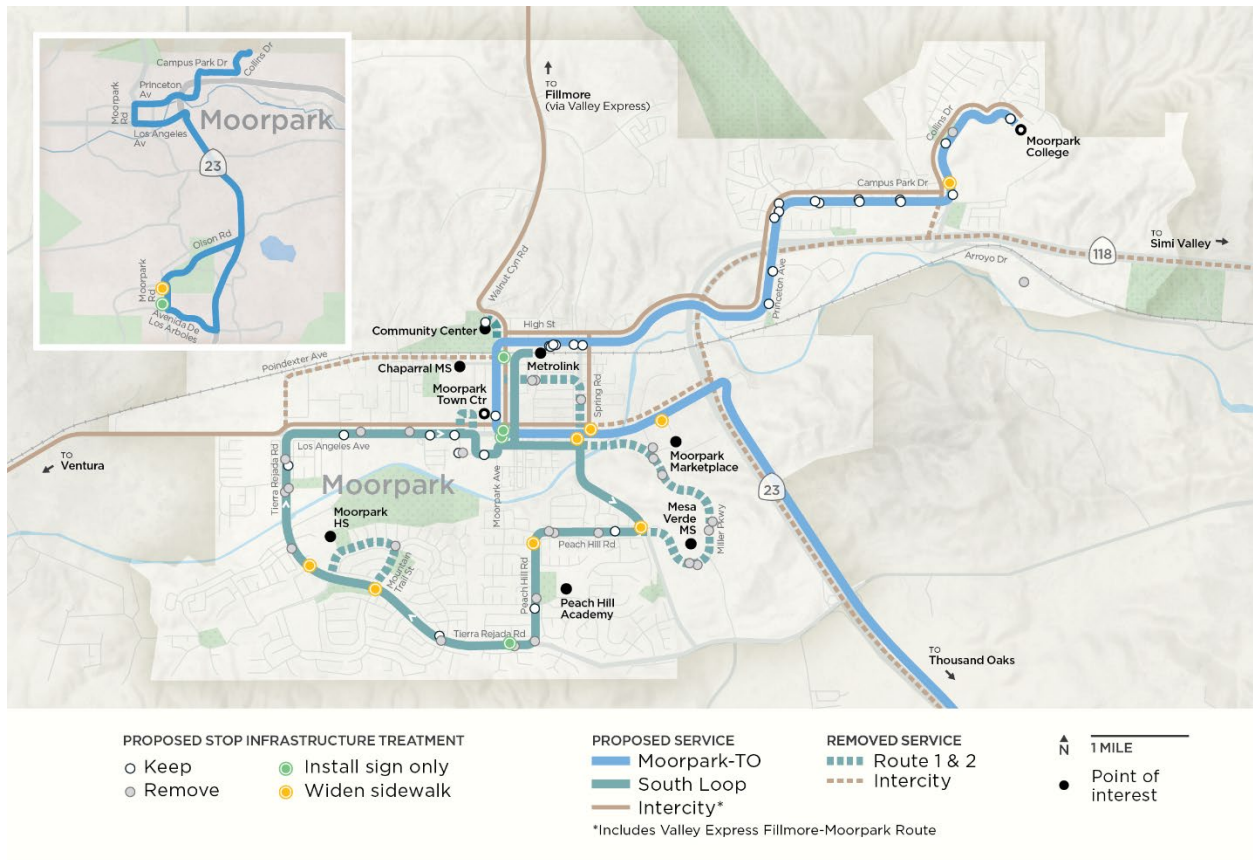 Campus Park Dr
Collins Dr
Princeton
Av
Moorpark
Rd
Los Angeles
Av
Moorpark
23
Olson Rd
Moorpark
Rd
Avenida De
Los Arboles
TO
Fillmore
(via Valley Express)
Walnut Cyn Rd
Collins Dr
Moorpark
College
Campus Park Dr
TO
Simi Valley
118
Arroyo Dr
Princeton Ave
Community Center
High St
Poindexter Ave
Chaparral MS
Metrolink
Moorpark
Town Ctr
Spring Rd
Los Angeles Ave
TO
Ventura
Tierra Rejada Rd
Moorpark
Moorpark Ave
Moorpark
Marketplace
23
Moorpark
HS
Mesa
Verde
MS
Miller Pkwy
Mountain
Trail St
Peach Hill Rd
Peach Hill Rd
Peach Hill
Academy
Tierra Rejada Rd
TO
Thousand Oaks
PROPOSED STOP INFRASTRUCTURE TREATMENT
Keep
Install sign only
Remove
Widen sidewalk
PROPOSED SERVICE
Moorpark-TO
South Loop
Intercity*
*Includes Valley Express Fillmore-Moorpark Route
REMOVED SERVICE
Route 1 & 2
Intercity
N
1 MILE
Point of
interest